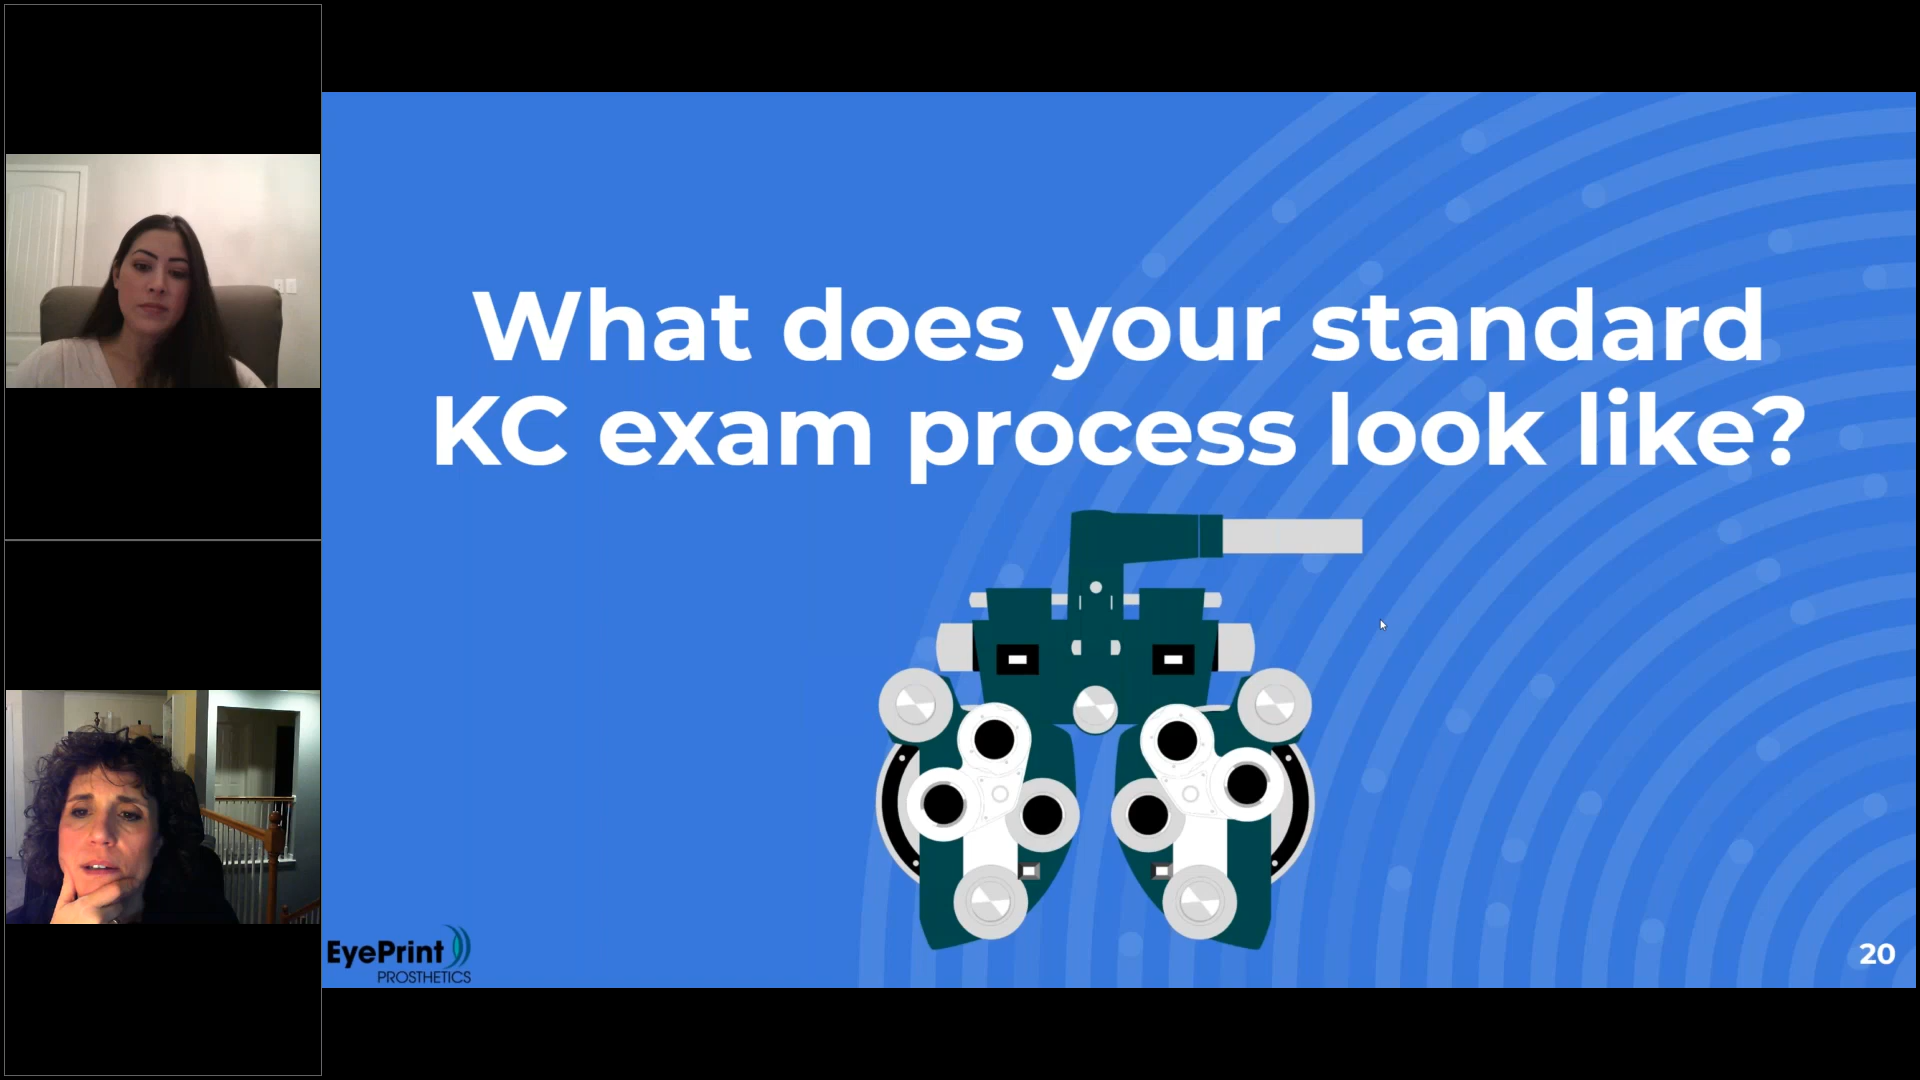 What does your standard
KC exam process look like?
EyePrint
PROSTHETICS
20